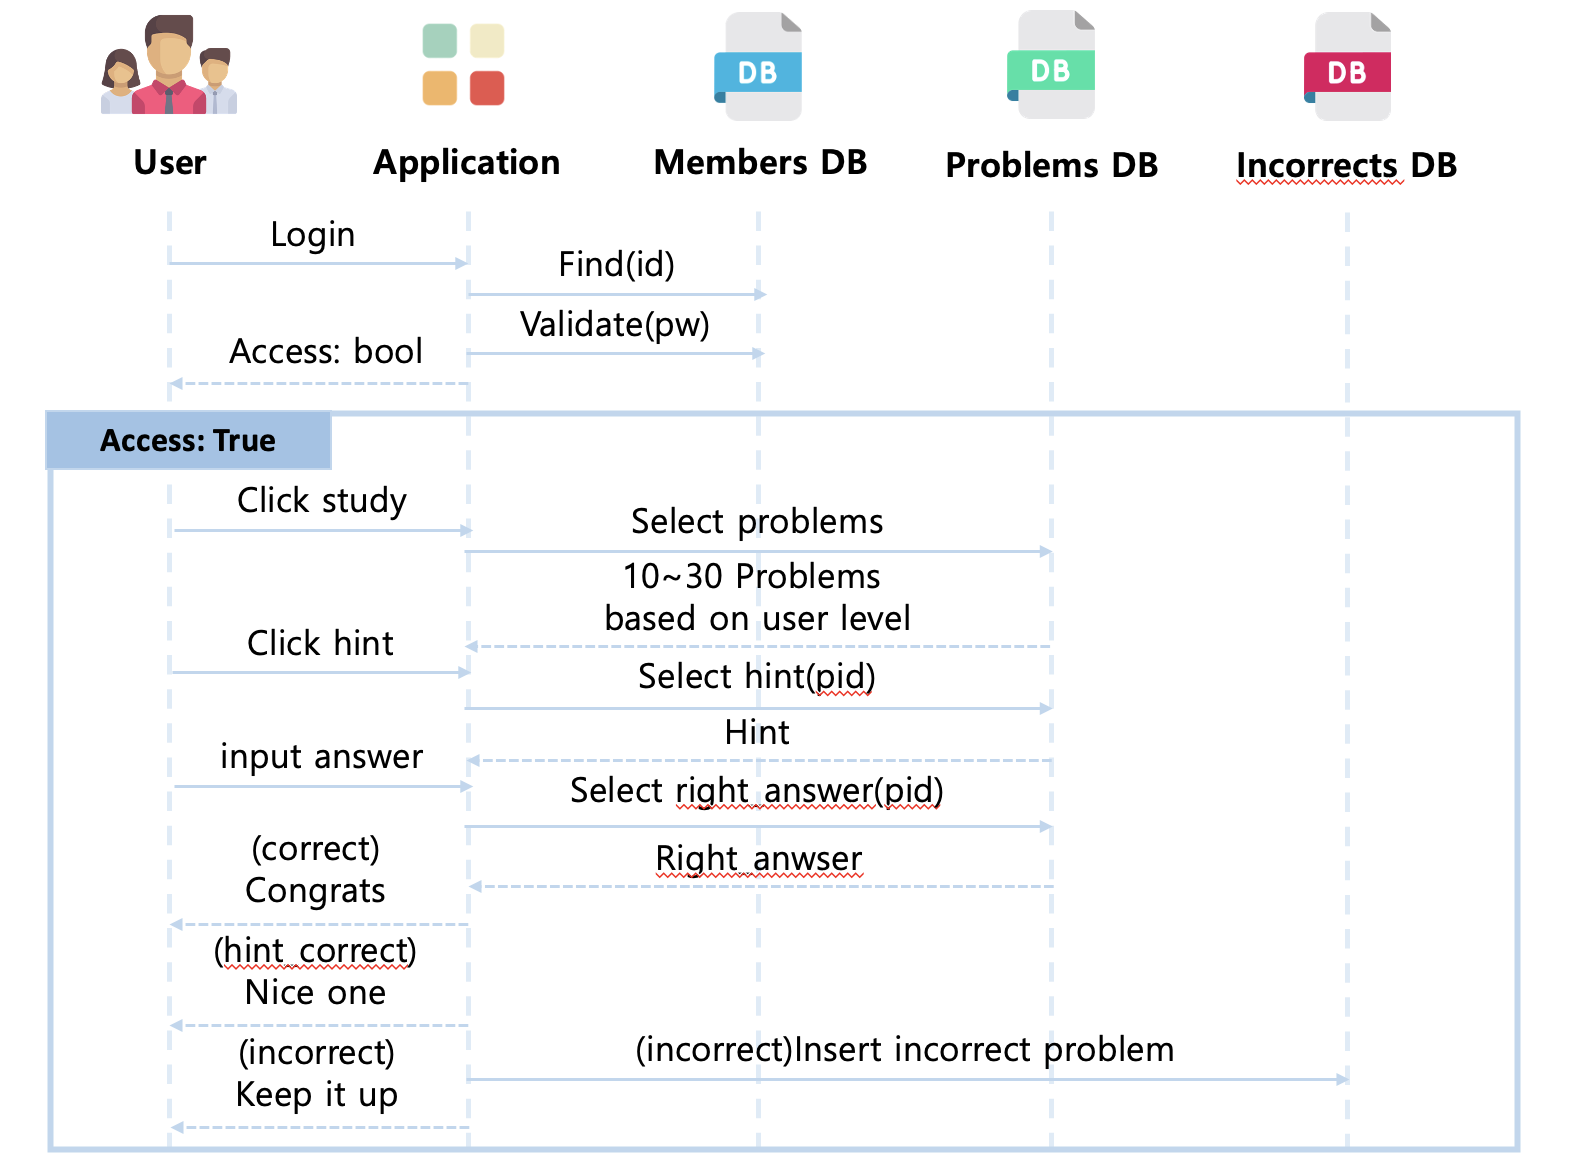 DB
DB
DB
User
Application
Members DB
Problems DB
Incorrects DB
Login
Find(id)
Validate(pw)
Access: bool
Access: True
Click study
Select problems
10~30 Problems
based on user level
Click hint
Select hint(pid)
Hint
input answer
Select right_answer(pid)
(correct)
Congrats
Right_anwser
(hint_correct)
Nice one
(incorrect)
Keep it up
(incorrect)Insert incorrect problem